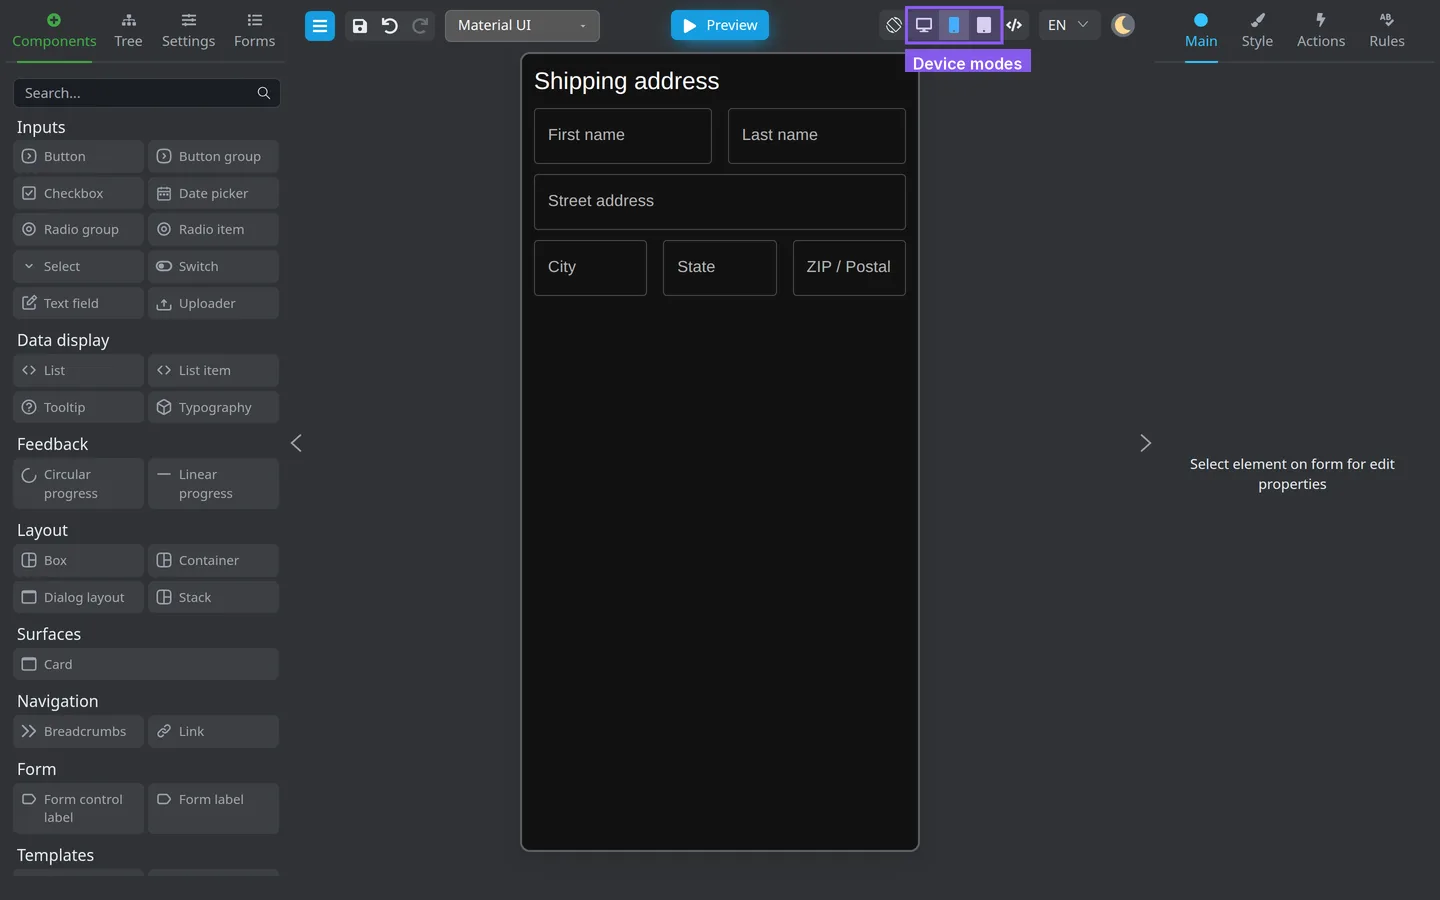 Components
Tree
Settings
Forms
Material UI
Preview
EN
Main
Style
Actions
AB
Rules
Device modes
Search...
Inputs
Button
Button group
Checkbox
Date picker
Radio group
Radio item
Select
Switch
Text field
Uploader
Data display
List
List item
Tooltip
Typography
Feedback
Circular
progress
Linear
progress
Layout
Box
Container
Dialog layout
Stack
Surfaces
Card
Navigation
Breadcrumbs
Link
Form
Form control
label
Form label
Templates
Shipping address
First name
Last name
Street address
City
State
ZIP / Postal
Select element on form for edit
properties